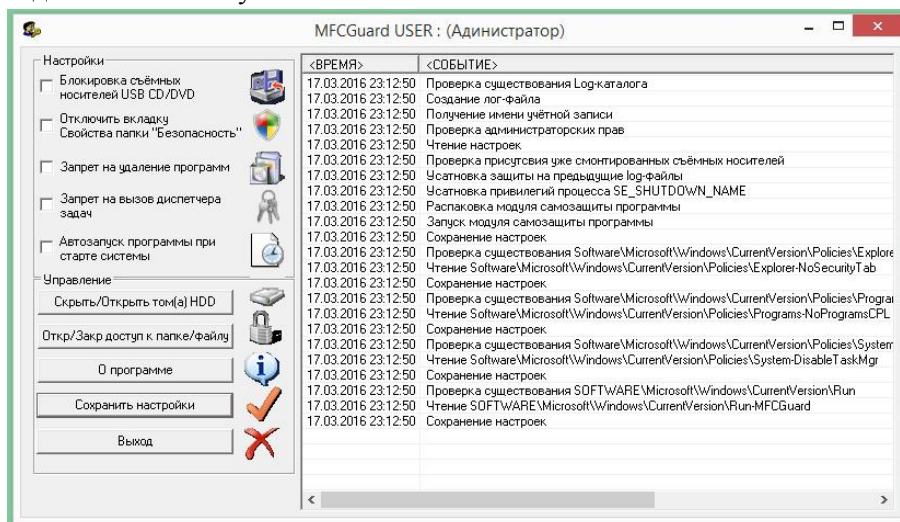 MFCGuard USER : (Адинистратор)
Настройки
Блокировка съёмных
носителей USB CD/DVD
Отключить вкладку
Свойства папки "Безопасность"
Запрет на удаление программ
Запрет на вызов диспетчера
задач
Автозапуск программы при
старте системы
Управление
Скрыть/Открыть том(а) HDD
Откр/Закр доступ к папке/файлу
О программе
Сохранить настройки
Выход
<ВРЕМЯ> <СОБЫТИЕ>
17.03.2016 23:12:50 Проверка существования Log-каталога
17.03.2016 23:12:50 Создание лог-файла
17.03.2016 23:12:50 Получение имени учётной записи
17.03.2016 23:12:50 Проверка администраторских прав
17.03.2016 23:12:50 Чтение настроек
17.03.2016 23:12:50 Проверка присутсвия уже смонтированных съёмных носителей
17.03.2016 23:12:50 Усатновка защиты на предыдущие log-файлы
17.03.2016 23:12:50 Усатновка привилегий процесса SE_SHUTDOWN_NAME
17.03.2016 23:12:50 Распаковка модуля самозащиты программы
17.03.2016 23:12:50 Запуск модуля самозащиты программы
17.03.2016 23:12:50 Сохранение настроек
17.03.2016 23:12:50 Проверка существования Software\Microsoft\Windows\CurrentVersion\Policies\Explore
17.03.2016 23:12:50 Чтение Software\Microsoft\Windows\CurrentVersion\Policies\Explorer-NoSecurityTab
17.03.2016 23:12:50 Сохранение настроек
17.03.2016 23:12:50 Проверка существования Software\Microsoft\Windows\CurrentVersion\Policies\Progra
17.03.2016 23:12:50 Чтение Software\Microsoft\Windows\CurrentVersion\Policies\Programs-NoProgramsCPL
17.03.2016 23:12:50 Сохранение настроек
17.03.2016 23:12:50 Проверка существования Software\Microsoft\Windows\CurrentVersion\Policies\System
17.03.2016 23:12:50 Чтение Software\Microsoft\Windows\CurrentVersion\Policies\System-DisableTaskMgr
17.03.2016 23:12:50 Сохранение настроек
17.03.2016 23:12:50 Проверка существования SOFTWARE\Microsoft\Windows\CurrentVersion\Run
17.03.2016 23:12:50 Чтение SOFTWARE\Microsoft\Windows\CurrentVersion\Run-MFCGuard
17.03.2016 23:12:50 Сохранение настроек